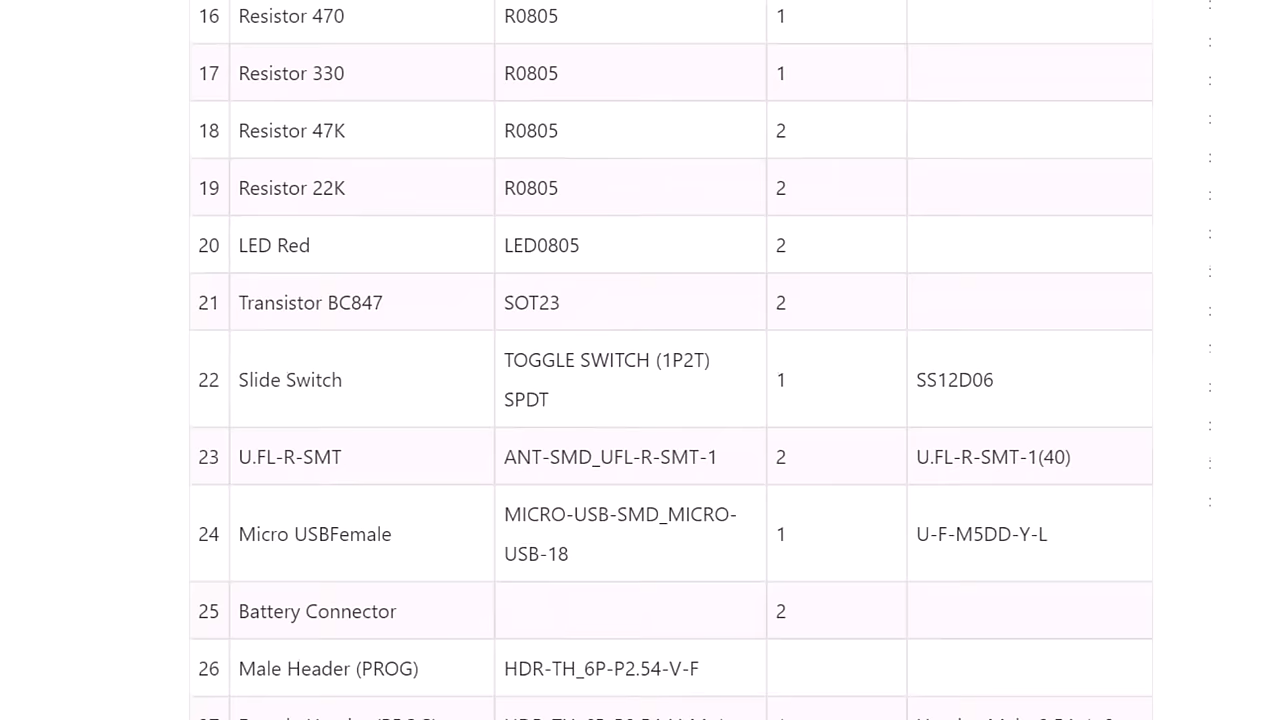 16 Resistor 470 R0805 1
17 Resistor 330 R0805 1
18 Resistor 47K R0805 2
19 Resistor 22K R0805 2
20 LED Red LED0805 2
21 Transistor BC847 SOT23 2
22 Slide Switch TOGGLE SWITCH (1P2T) 1 SS12D06
SPDT
23 U.FL-R-SMT ANT-SMD_UFL-R-SMT-1 2 U.FL-R-SMT-1(40)
24 Micro USBFemale MICRO-USB-SMD_MICRO- 1 U-F-M5DD-Y-L
USB-18
25 Battery Connector 2
26 Male Header (PROG) HDR-TH_6P-P2.54-V-F